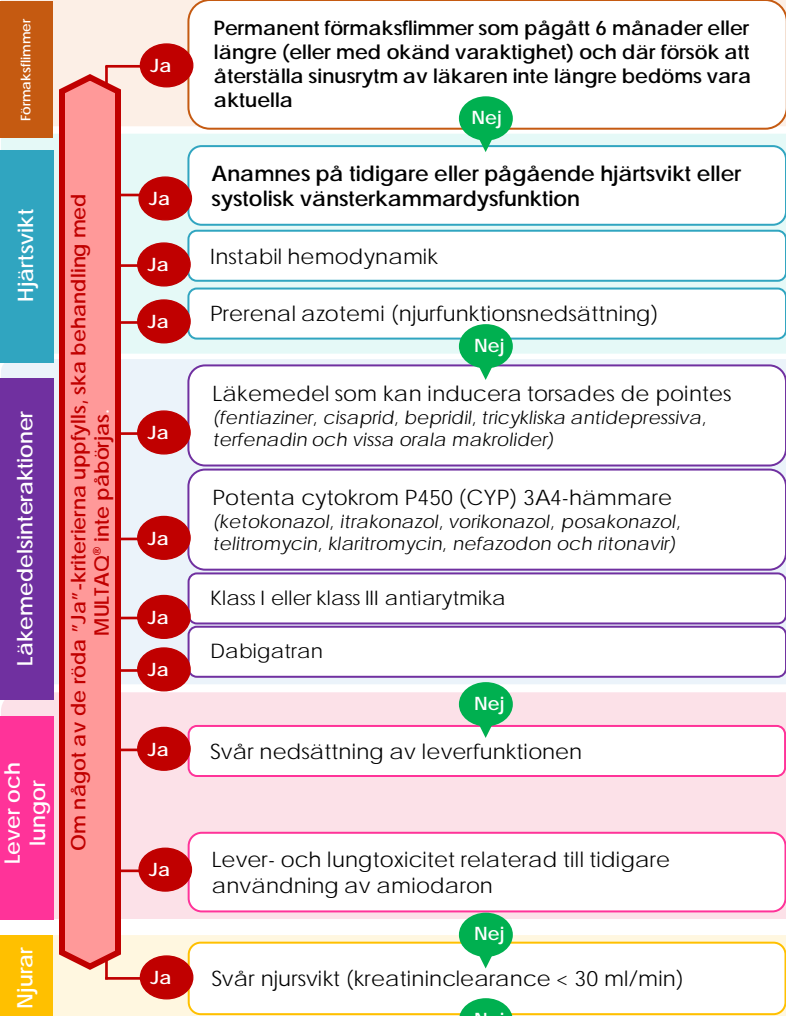 Förmaksflimmer
Ja
Permanent förmaksflimmer som pågått 6 månader eller
längre (eller med okänd varaktighet) och där försök att
återställa sinusrytm av läkaren inte längre bedöms vara
aktuella
Nej
Om något av de röda ”Ja”-kriterierna uppfylls, ska behandling med
MULTAQ® inte påbörjas.
Hjärtsvikt
Ja
Anamnes på tidigare eller pågående hjärtsvikt eller
systolisk vänsterkammardysfunktion
Ja
Instabil hemodynamik
Ja
Prerenal azotemi (njurfunktionsnedsättning)
Nej
Läkemedelsinteraktioner
Ja
Läkemedel som kan inducera torsades de pointes
(fentiaziner, cisaprid, bepridil, tricykliska antidepressiva,
terfenadin och vissa orala makrolider)
Ja
Potenta cytokrom P450 (CYP) 3A4-hämmare
(ketokonazol, itrakonazol, vorikonazol, posakonazol,
telitromycin, klaritromycin, nefazodon och ritonavir)
Ja
Klass I eller klass III antiarytmika
Ja
Dabigatran
Nej
Lever och
lungor
Ja
Svår nedsättning av leverfunktionen
Ja
Lever- och lungtoxicitet relaterad till tidigare
användning av amiodaron
Nej
Njurar
Ja
Svår njursvikt (kreatininclearance < 30 ml/min)
Nej